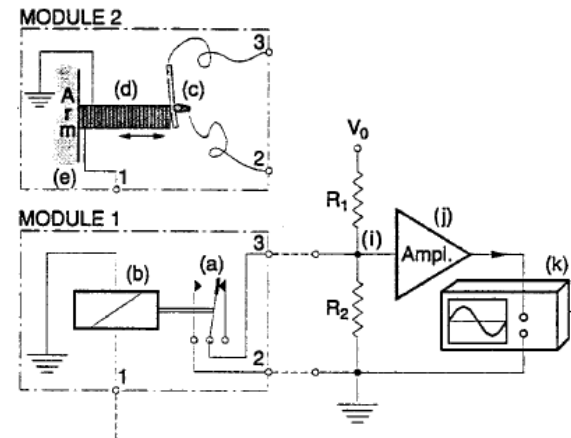 MODULE 2
3
(d)
(c)
A
r
m
2
(e)
1
V₀
R₁
MODULE 1
3
(i)
(j)
Ampl.
(k)
(b)
(a)
R₂
2
1